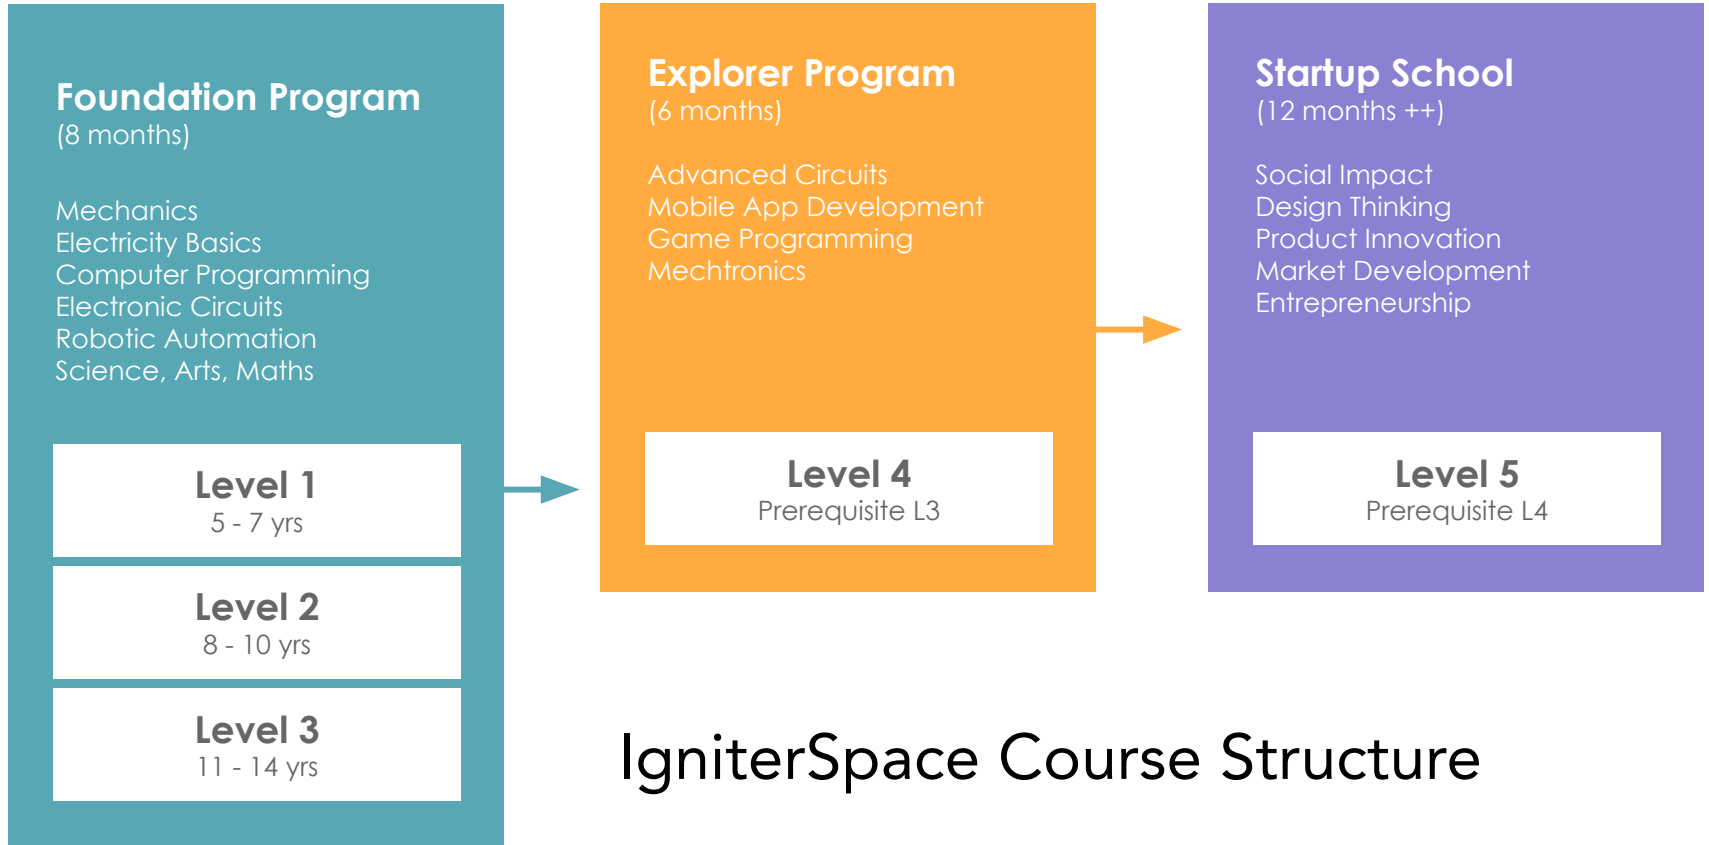 Foundation Program
(8 months)
Mechanics
Electricity Basics
Computer Programming
Electronic Circuits
Robotic Automation
Science, Arts, Maths
Level 1
5 - 7 yrs
Level 2
8 - 10 yrs
Level 3
11 - 14 yrs
Explorer Program
(6 months)
Advanced Circuits
Mobile App Development
Game Programming
Mechtronics
Level 4
Prerequisite L3
Startup School
(12 months ++)
Social Impact
Design Thinking
Product Innovation
Market Development
Entrepreneurship
Level 5
Prerequisite L4
IgniterSpace Course Structure